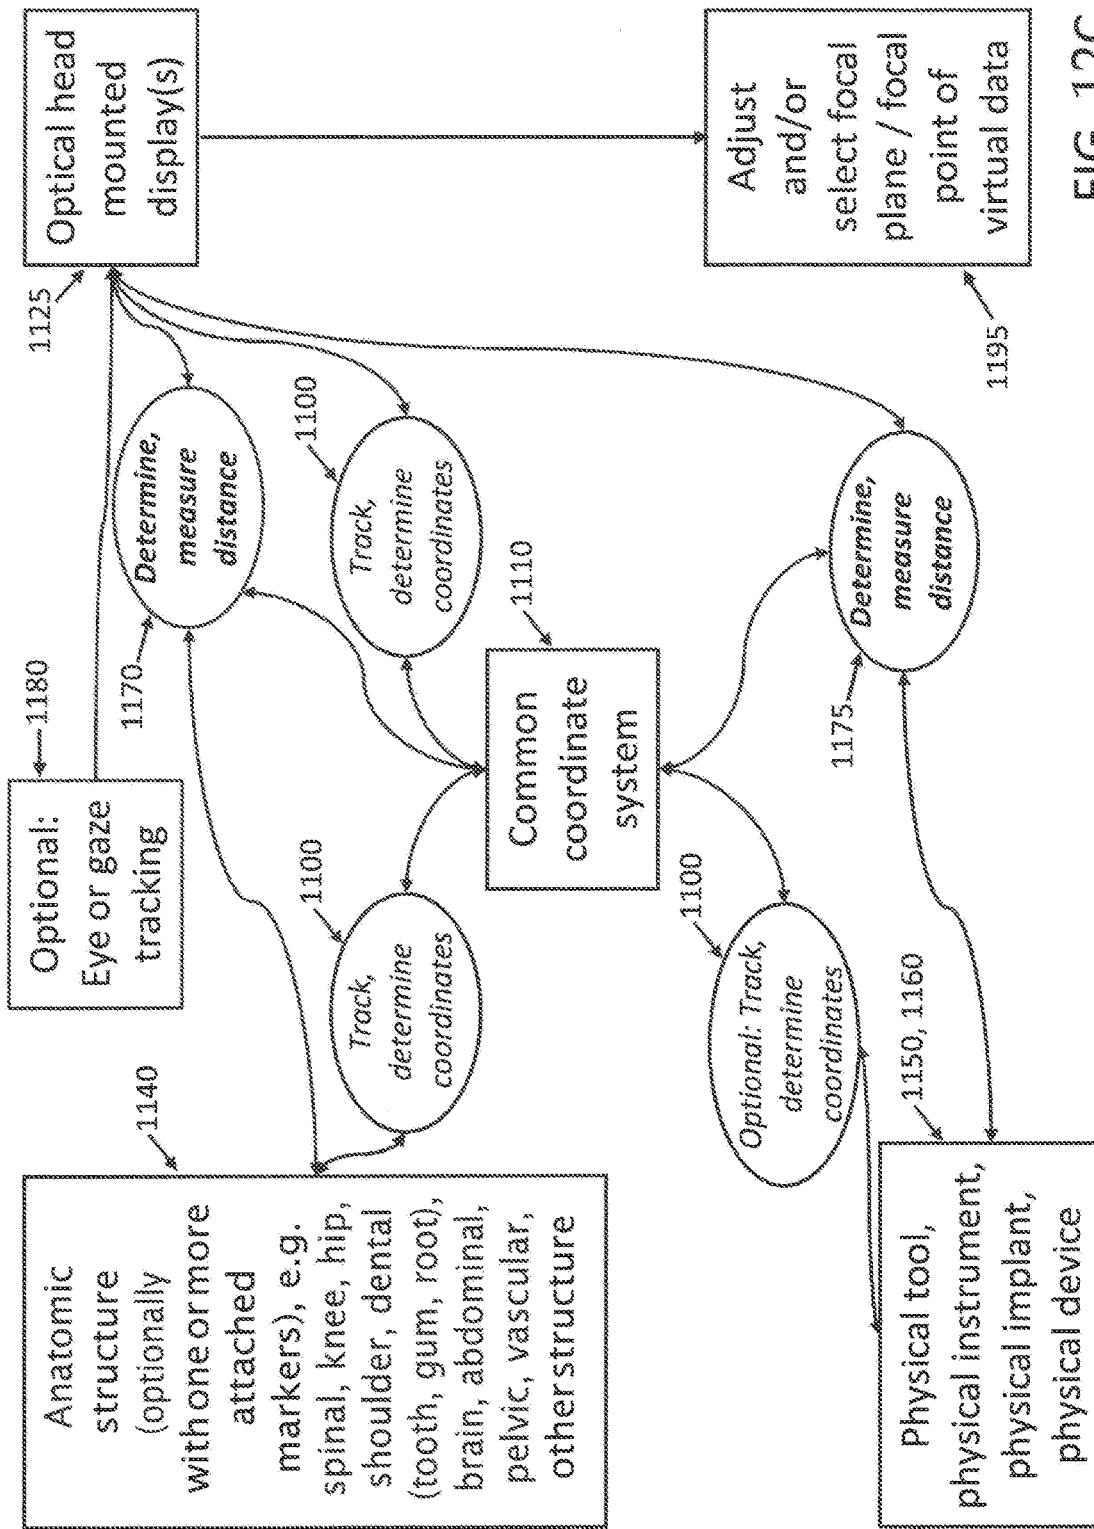 Anatomic
structure
(optionally
with one or more
attached
markers), e.g.
spinal, knee, hip,
shoulder, dental
(tooth, gum, root),
brain, abdominal,
pelvic, vascular,
other structure
1140
Optional:
Eye or gaze
tracking
1180
Optical head
mounted
display(s)
1125
Determine,
measure
distance
1170
Track,
determine
coordinates
1100
Track,
determine
coordinates
1100
Common
coordinate
system
1110
Optional: Track,
determine
coordinates
1100
Determine,
measure
distance
1175
Physical tool,
physical instrument,
physical implant,
physical device
1150, 1160
Adjust
and/or
select focal
plane / focal
point of
virtual data
1195
FIG. 12C